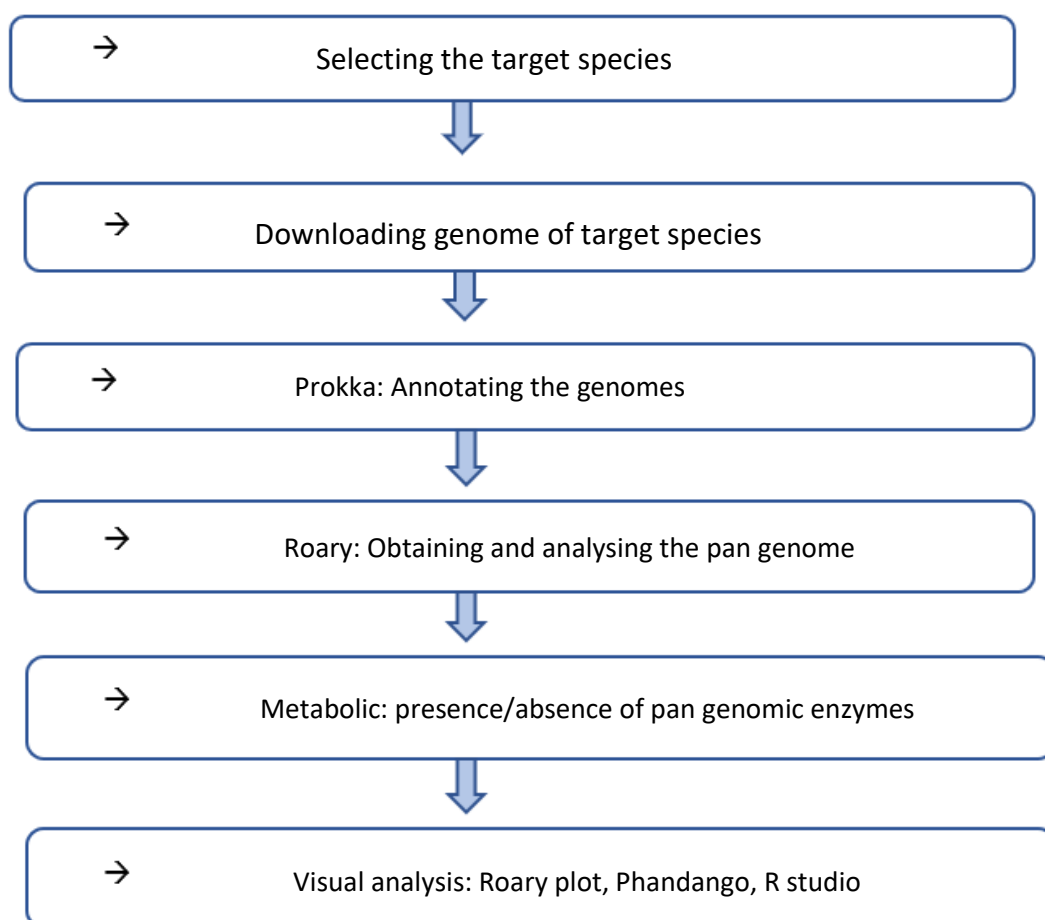 → Selecting the target species
→ Downloading genome of target species
→ Prokka: Annotating the genomes
→ Roary: Obtaining and analysing the pan genome
→ Metabolic: presence/absence of pan genomic enzymes
→ Visual analysis: Roary plot, Phandango, R studio